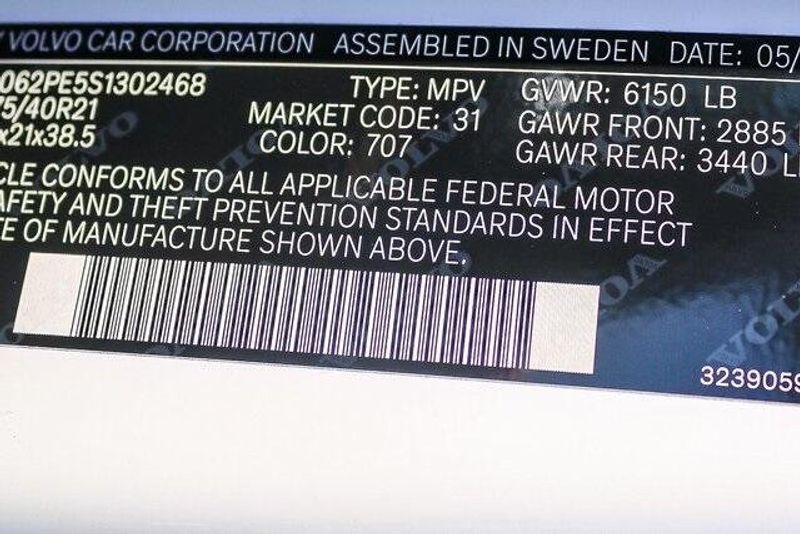 VOLVO CAR CORPORATION ASSEMBLED IN SWEDEN DATE: 05/
062PE5S1302468 TYPE: MPV GVWR: 6150 LB
5/40R21 MARKET CODE: 31 GAWR FRONT: 2885
x21x38.5 COLOR: 707 GAWR REAR: 3440 L
CLE CONFORMS TO ALL APPLICABLE FEDERAL MOTOR
AFETY AND THEFT PREVENTION STANDARDS IN EFFECT
TE OF MANUFACTURE SHOWN ABOVE.
3239059